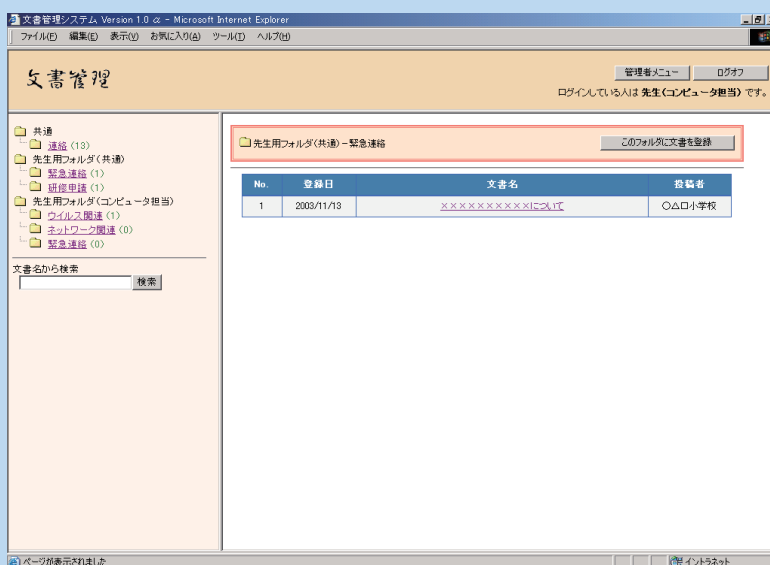 文書管理システム Version 1.0 α - Microsoft Internet Explorer
ファイル(F) 編集(E) 表示(V) お気に入り(A) ツール(T) ヘルプ(H)
文書管理
管理者メニュー ログオフ
ログインしている人は 先生(コンピュータ担当) です。
共通
連絡 (13)
先生用フォルダ(共通)
緊急連絡 (1)
研修申請 (1)
先生用フォルダ(コンピュータ担当)
ウイルス関連 (1)
ネットワーク関連 (0)
緊急連絡 (0)
文書名から検索
検索
先生用フォルダ(共通) - 緊急連絡 このフォルダに文書を登録
No. 登録日 文書名 投稿者
1 2003/11/13 ××××××××××について ○△口小学校
ページが表示されました イントラネット